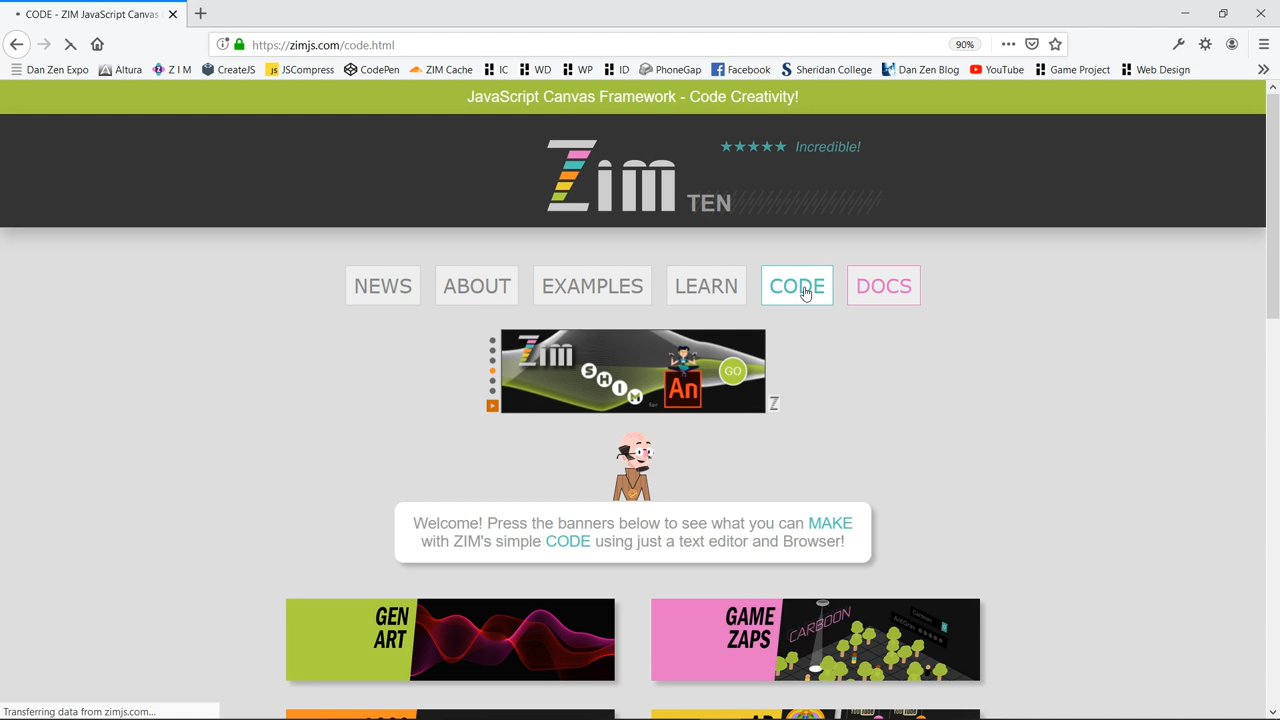 CODE - ZIM JavaScript Canvas
https://zimjs.com/code.html
90%
Dan Zen Expo Altura Z I M CreateJS JSCompress CodePen ZIM Cache IC WD WP ID PhoneGap Facebook Sheridan College Dan Zen Blog YouTube Game Project Web Design
JavaScript Canvas Framework - Code Creativity!
Zim
TEN
★★★★★ Incredible!
NEWS ABOUT EXAMPLES LEARN CODE DOCS
Zim
SHIM
for
An
GO
Z
Welcome! Press the banners below to see what you can MAKE
with ZIM's simple CODE using just a text editor and Browser!
GEN
ART
GAME
ZAPS
CARBOON
Transferring data from zimjs.com...